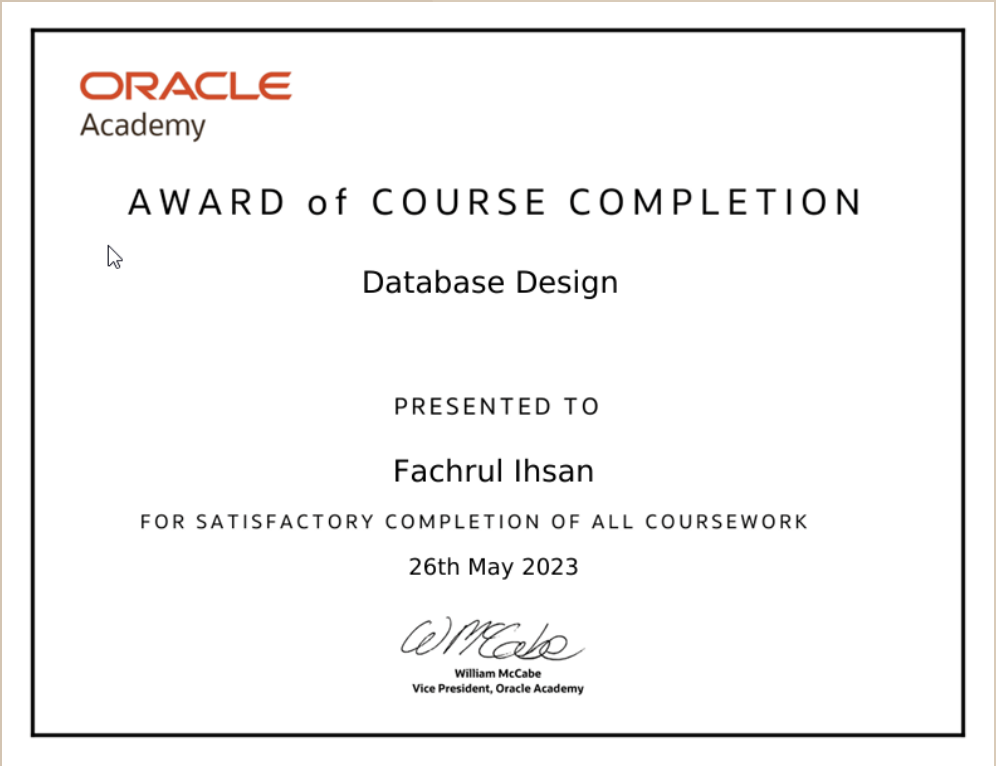 ORACLE
Academy
AWARD of COURSE COMPLETION
Database Design
PRESENTED TO
Fachrul Ihsan
FOR SATISFACTORY COMPLETION OF ALL COURSEWORK
26th May 2023
WMcCabe
William McCabe
Vice President, Oracle Academy